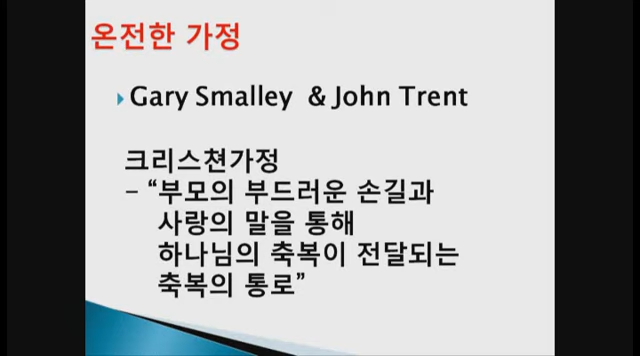 온전한 가정
Gary Smalley & John Trent
크리스쳔가정
– “부모의 부드러운 손길과
사랑의 말을 통해
하나님의 축복이 전달되는
축복의 통로”